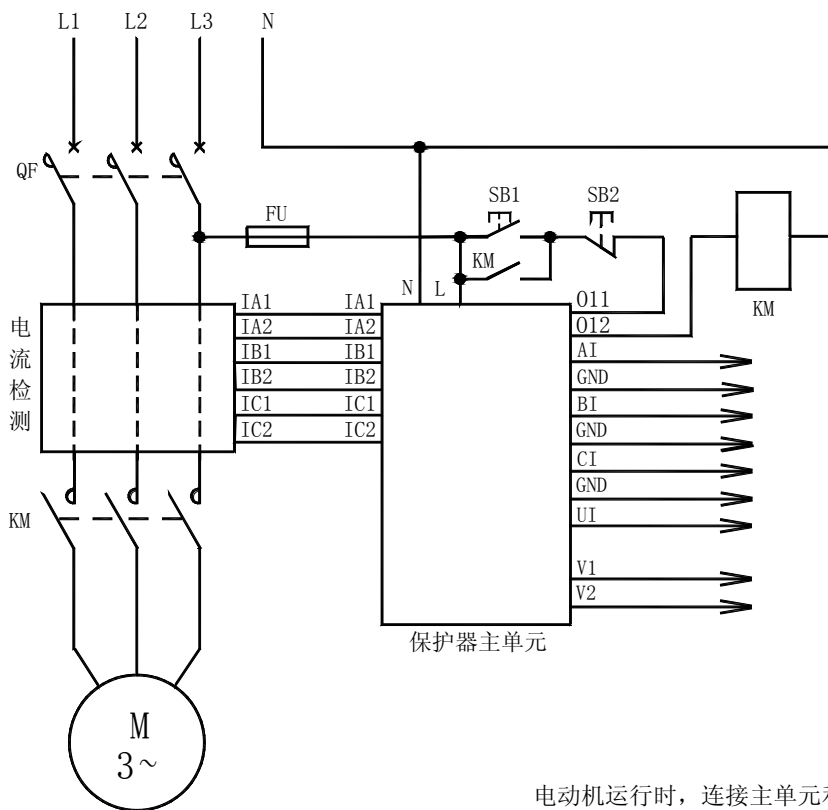 L1 L2 L3 N
QF
SB1 SB2
FU
KM
N L
KM
O11
O12
IA1 IA1
IA2 IA2
IB1 IB1
IB2 IB2
IC1 IC1
IC2 IC2
电流检测
AI
GND
BI
GND
CI
GND
UI
V1
V2
KM
保护器主单元
M
3~
电动机运行时，连接主单元